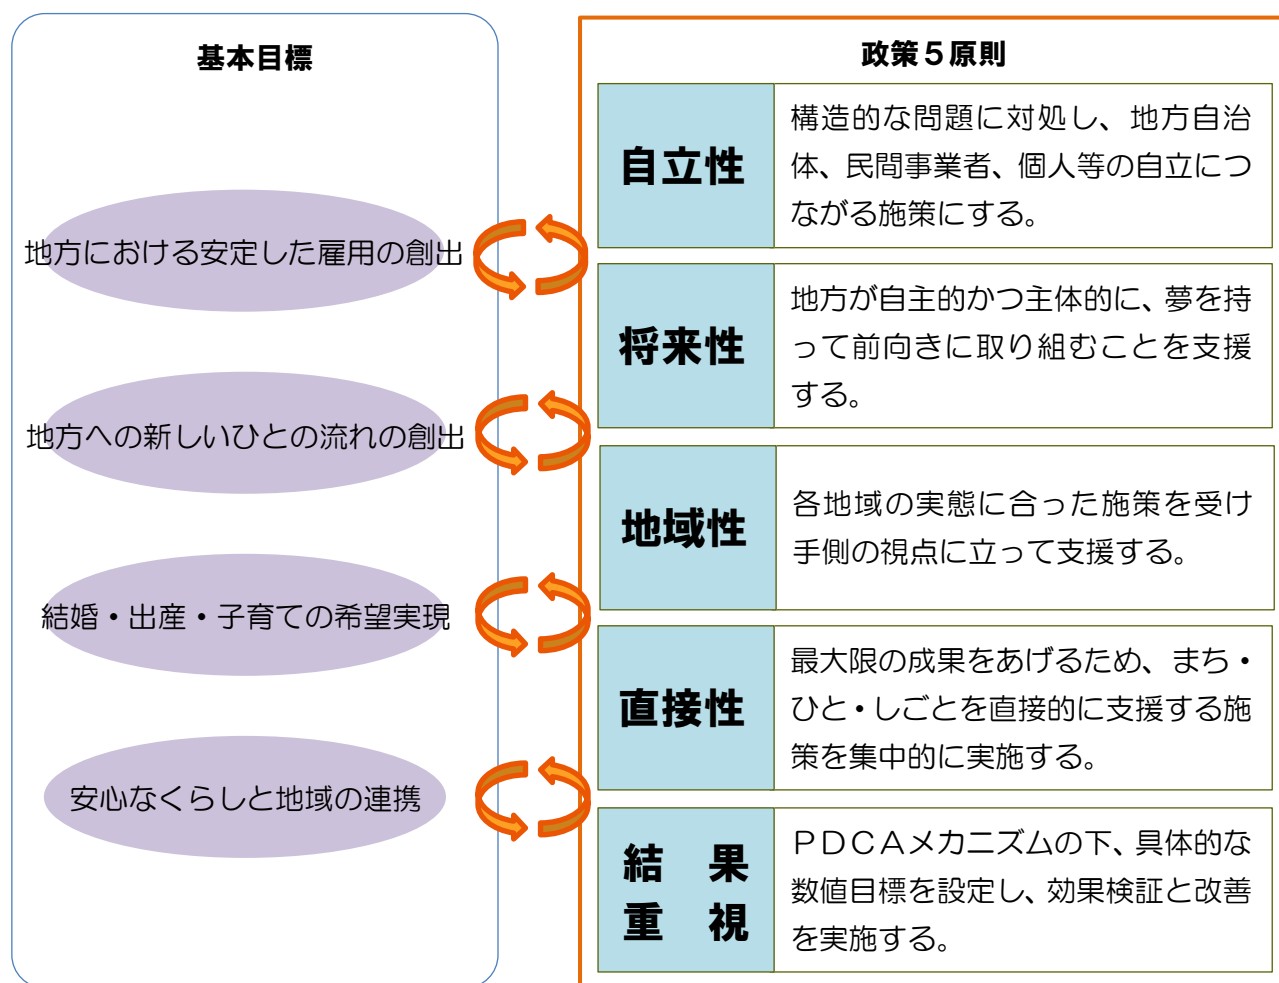 基本目標
地方における安定した雇用の創出
地方への新しいひとの流れの創出
結婚・出産・子育ての希望実現
安心なくらしと地域の連携
政策５原則
自立性
構造的な問題に対処し、地方自治
体、民間事業者、個人等の自立につ
ながる施策にする。
将来性
地方が自主的かつ主体的に、夢を持
って前向きに取り組むことを支援
する。
地域性
各地域の実態に合った施策を受け
手側の視点に立って支援する。
直接性
最大限の成果をあげるため、まち・
ひと・しごとを直接的に支援する施
策を集中的に実施する。
結　果
重　視
ＰＤＣＡメカニズムの下、具体的な
数値目標を設定し、効果検証と改善
を実施する。